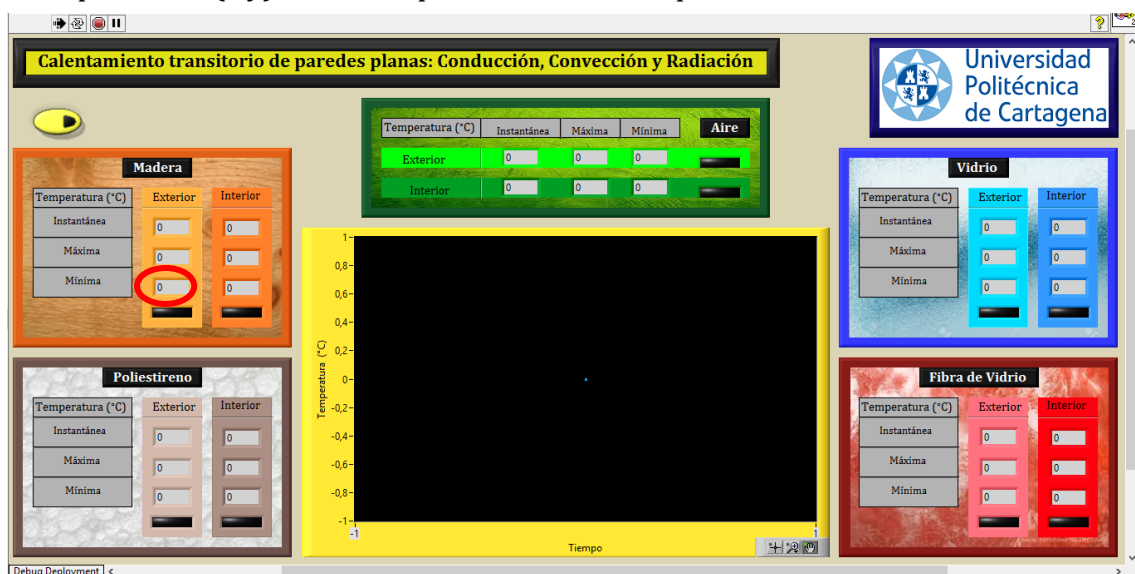 Calentamiento transitorio de paredes planas: Conducción, Convección y Radiación
Universidad
Politécnica
de Cartagena
Temperatura (°C) Instantánea Máxima Mínima Aire
Exterior 0 0 0
Interior 0 0 0
Madera
Temperatura (°C) Exterior Interior
Instantánea 0 0
Máxima 0 0
Mínima 0 0
Vidrio
Temperatura (°C) Exterior Interior
Instantánea 0 0
Máxima 0 0
Mínima 0 0
1
0,8
0,6
0,4
0,2
0
-0,2
-0,4
-0,6
-0,8
-1
Temperatura (°C)
-1 1
Tiempo
Poliestireno
Temperatura (°C) Exterior Interior
Instantánea 0 0
Máxima 0 0
Mínima 0 0
Fibra de Vidrio
Temperatura (°C) Exterior Interior
Instantánea 0 0
Máxima 0 0
Mínima 0 0
Debug Deployment